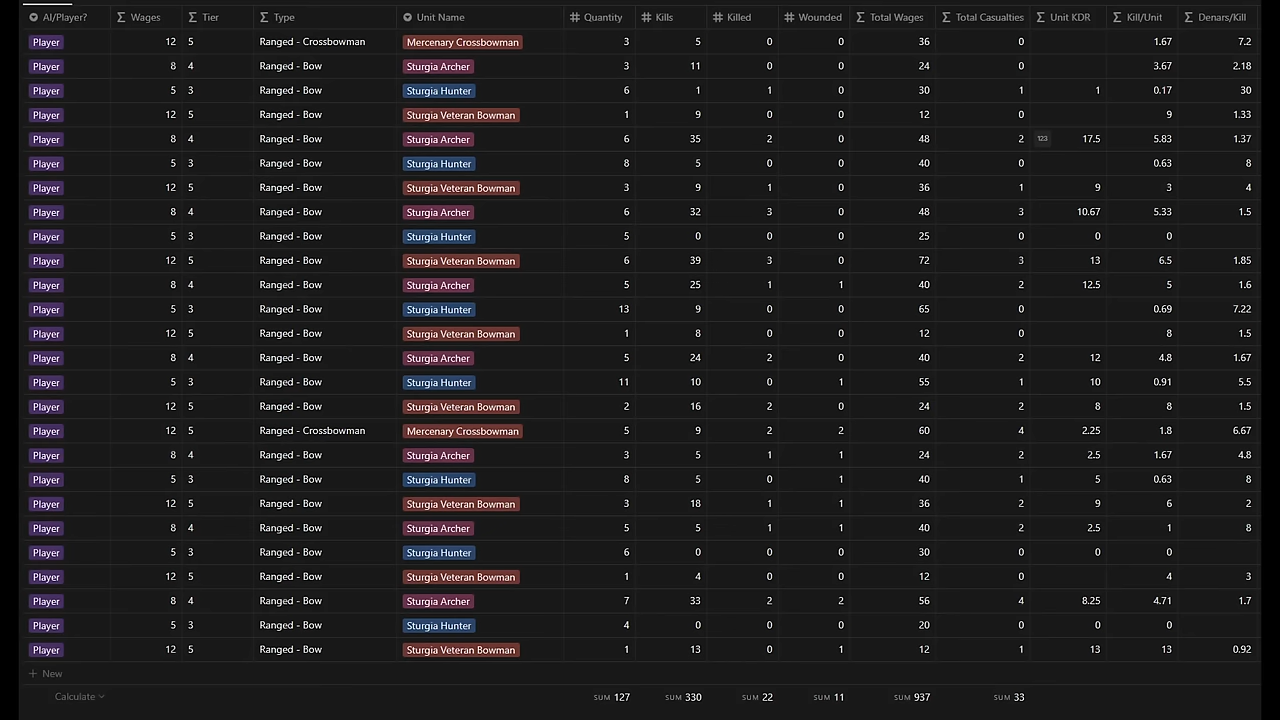 AI/Player? Wages Tier Type Unit Name Quantity Kills Killed Wounded Total Wages Total Casualties Unit KDR Kill/Unit Denars/Kill
Player 12 5 Ranged - Crossbowman Mercenary Crossbowman 3 5 0 0 36 0 1.67 7.2
Player 8 4 Ranged - Bow Sturgia Archer 3 11 0 0 24 0 3.67 2.18
Player 5 3 Ranged - Bow Sturgia Hunter 6 1 1 0 30 1 1 0.17 30
Player 12 5 Ranged - Bow Sturgia Veteran Bowman 1 9 0 0 12 0 9 1.33
Player 8 4 Ranged - Bow Sturgia Archer 6 35 2 0 48 2 123 17.5 5.83 1.37
Player 5 3 Ranged - Bow Sturgia Hunter 8 5 0 0 40 0 0.63 8
Player 12 5 Ranged - Bow Sturgia Veteran Bowman 3 9 1 0 36 1 9 3 4
Player 8 4 Ranged - Bow Sturgia Archer 6 32 3 0 48 3 10.67 5.33 1.5
Player 5 3 Ranged - Bow Sturgia Hunter 5 0 0 0 25 0 0 0
Player 12 5 Ranged - Bow Sturgia Veteran Bowman 6 39 3 0 72 3 13 6.5 1.85
Player 8 4 Ranged - Bow Sturgia Archer 5 25 1 1 40 2 12.5 5 1.6
Player 5 3 Ranged - Bow Sturgia Hunter 13 9 0 0 65 0 0.69 7.22
Player 12 5 Ranged - Bow Sturgia Veteran Bowman 1 8 0 0 12 0 8 1.5
Player 8 4 Ranged - Bow Sturgia Archer 5 24 2 0 40 2 12 4.8 1.67
Player 5 3 Ranged - Bow Sturgia Hunter 11 10 0 1 55 1 10 0.91 5.5
Player 12 5 Ranged - Bow Sturgia Veteran Bowman 2 16 2 0 24 2 8 8 1.5
Player 12 5 Ranged - Crossbowman Mercenary Crossbowman 5 9 2 2 60 4 2.25 1.8 6.67
Player 8 4 Ranged - Bow Sturgia Archer 3 5 1 1 24 2 2.5 1.67 4.8
Player 5 3 Ranged - Bow Sturgia Hunter 8 5 0 1 40 1 5 0.63 8
Player 12 5 Ranged - Bow Sturgia Veteran Bowman 3 18 1 1 36 2 9 6 2
Player 8 4 Ranged - Bow Sturgia Archer 5 5 1 1 40 2 2.5 1 8
Player 5 3 Ranged - Bow Sturgia Hunter 6 0 0 0 30 0 0 0
Player 12 5 Ranged - Bow Sturgia Veteran Bowman 1 4 0 0 12 0 4 3
Player 8 4 Ranged - Bow Sturgia Archer 7 33 2 2 56 4 8.25 4.71 1.7
Player 5 3 Ranged - Bow Sturgia Hunter 4 0 0 0 20 0 0 0
Player 12 5 Ranged - Bow Sturgia Veteran Bowman 1 13 0 1 12 1 13 13 0.92
New
Calculate SUM 127 SUM 330 SUM 22 SUM 11 SUM 937 SUM 33